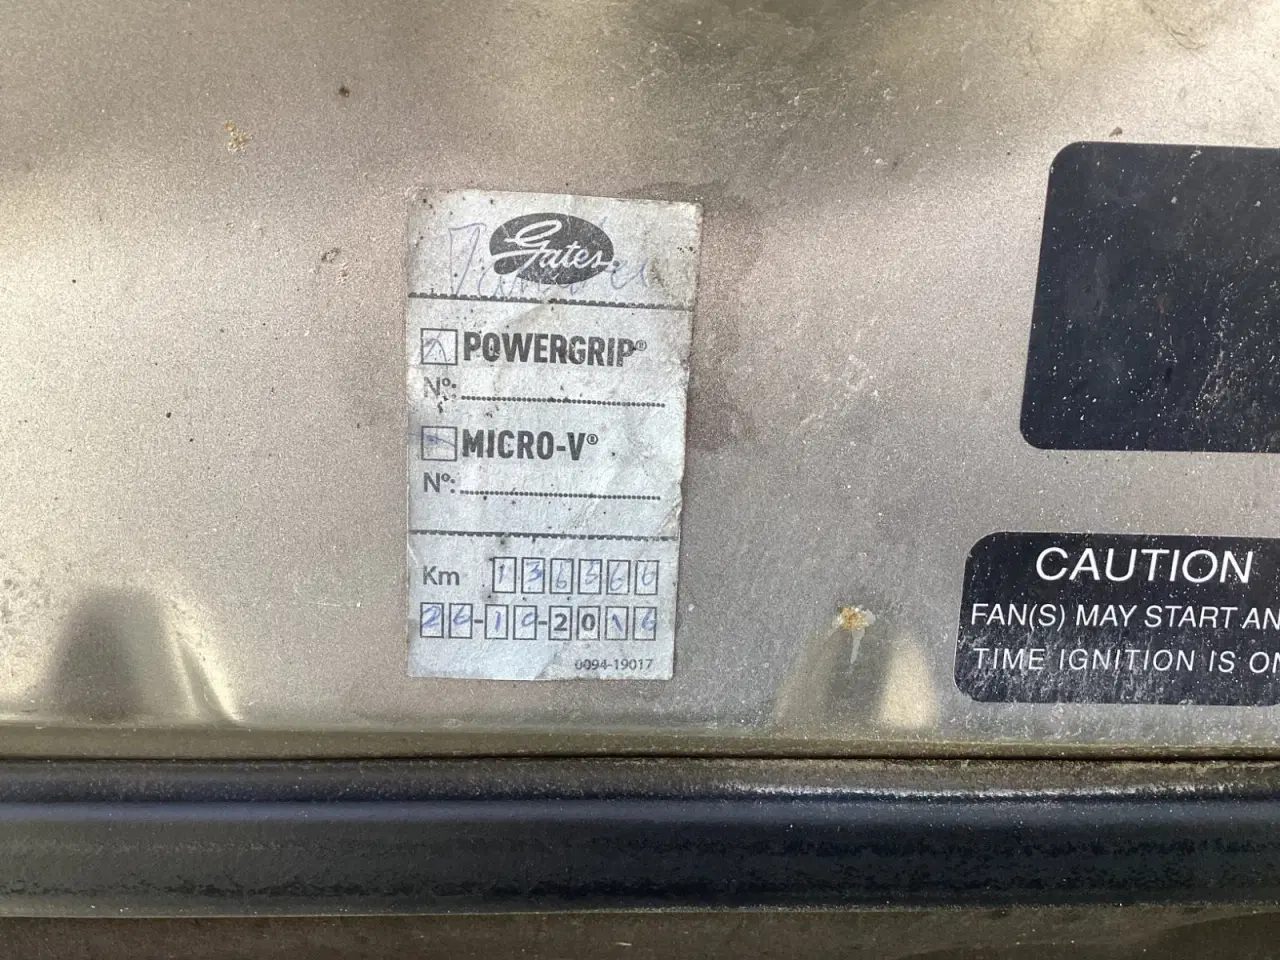 Gates
POWERGRIP®
Nº:
MICRO-V®
Nº:
Km 136366
26-10-2016
0094-19017
CAUTION
FAN(S) MAY START AN
TIME IGNITION IS ON